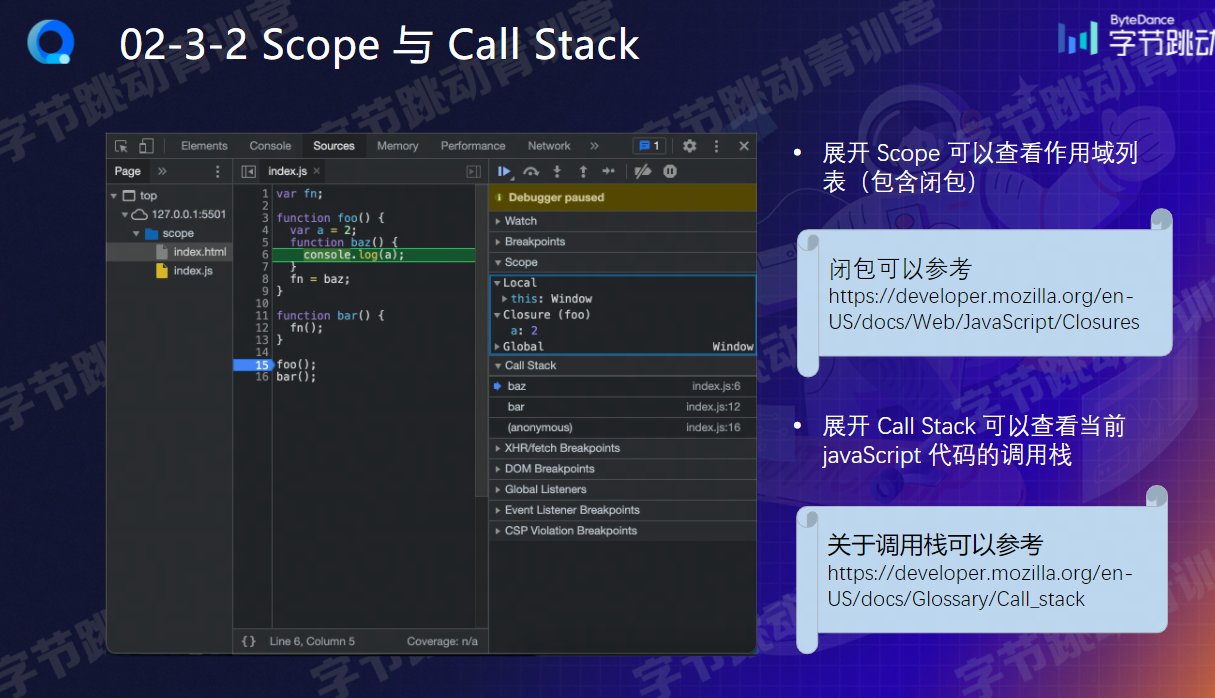 02-3-2 Scope 与 Call Stack
ByteDance
字节跳动
Elements Console Sources Memory Performance Network » 1
Page » index.js ×
top
127.0.0.1:5501
scope
index.html
index.js
1 var fn;
2
3 function foo() {
4 var a = 2;
5 function baz() {
6 console.log(a);
7 }
8 fn = baz;
9 }
10
11 function bar() {
12 fn();
13 }
14
15 foo();
16 bar();
{} Line 6, Column 5 Coverage: n/a
Debugger paused
Watch
Breakpoints
Scope
Local
this: Window
Closure (foo)
a: 2
Global Window
Call Stack
baz index.js:6
bar index.js:12
(anonymous) index.js:16
XHR/fetch Breakpoints
DOM Breakpoints
Global Listeners
Event Listener Breakpoints
CSP Violation Breakpoints
• 展开 Scope 可以查看作用域列
表（包含闭包）
闭包可以参考
https://developer.mozilla.org/en-
US/docs/Web/JavaScript/Closures
• 展开 Call Stack 可以查看当前
javaScript 代码的调用栈
关于调用栈可以参考
https://developer.mozilla.org/en-
US/docs/Glossary/Call_stack
字节跳动青训营